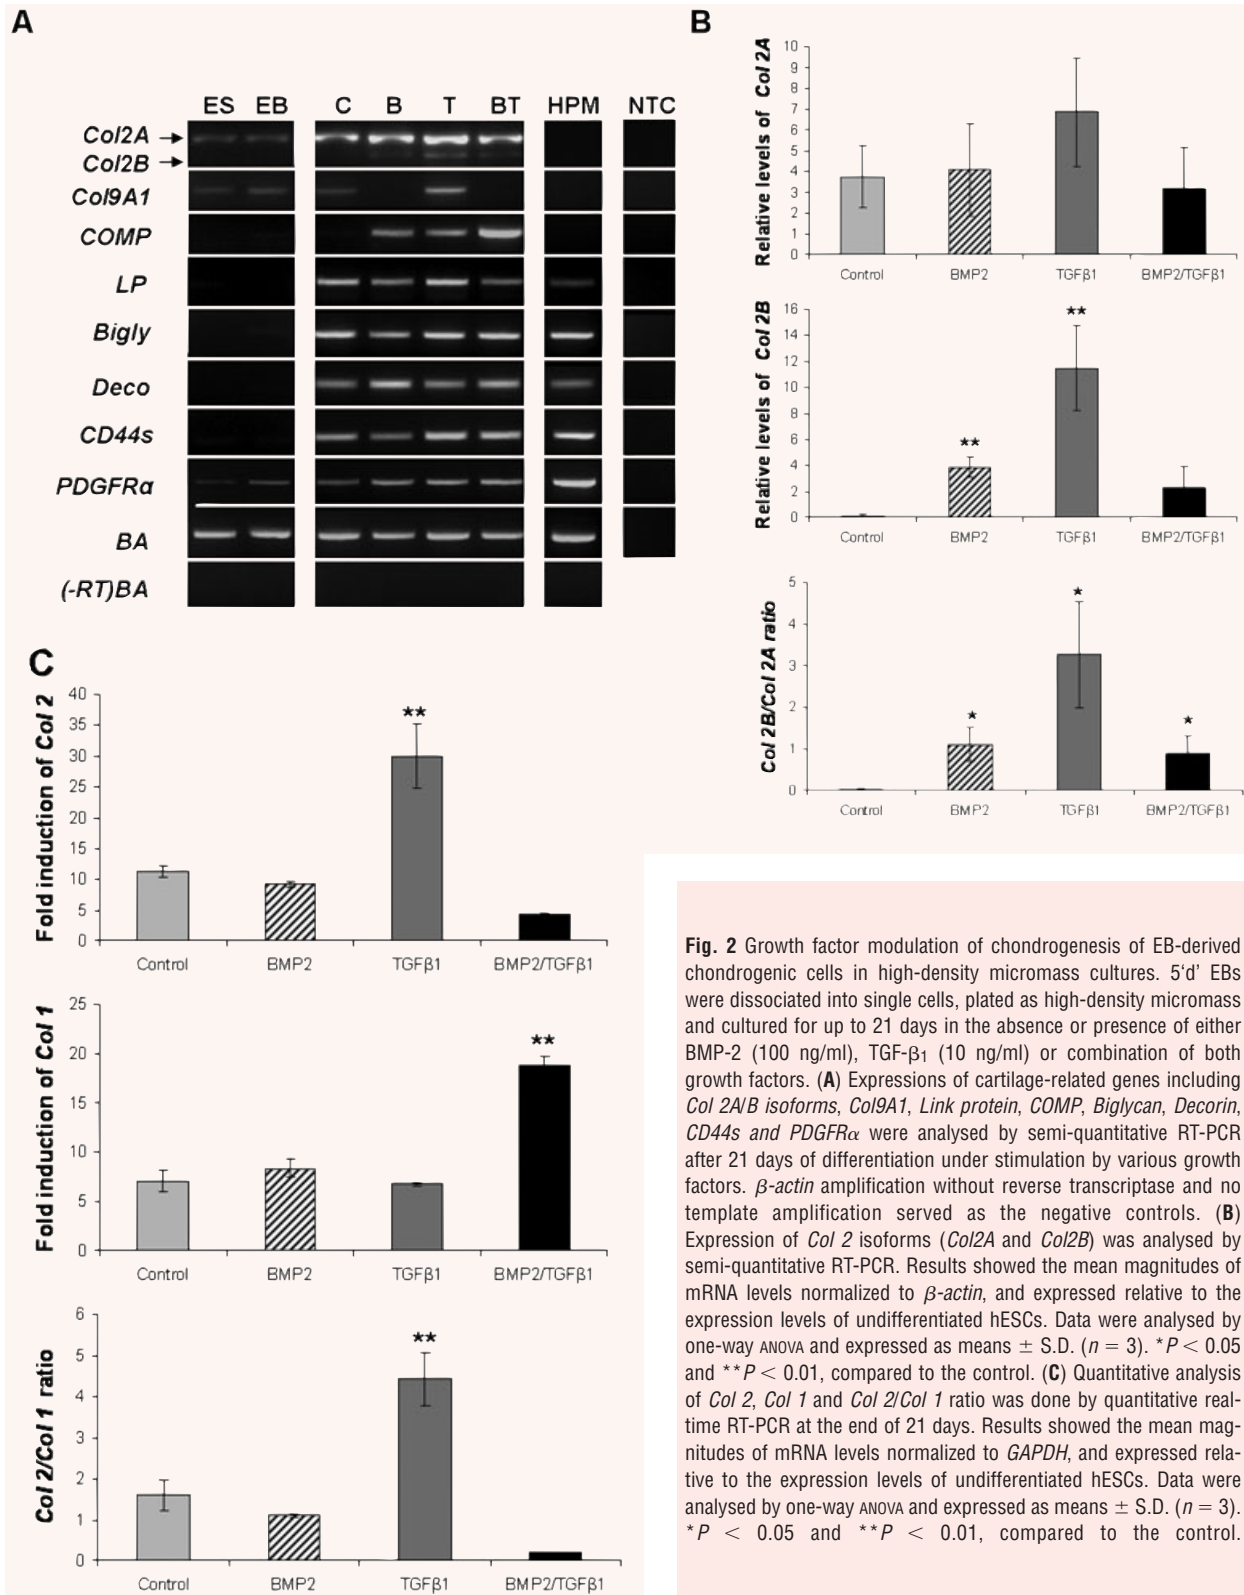 A
ES EB C B T BT HPM NTC
Col2A
Col2B
Col9A1
COMP
LP
Bigly
Deco
CD44s
PDGFRα
BA
(-RT)BA
B
Relative levels of Col 2A
10
9
8
7
6
5
4
3
2
1
0
Control BMP2 TGFβ1 BMP2/TGFβ1
Relative levels of Col 2B
16
14
12
10
8
6
4
2
0
**
**
Control BMP2 TGFβ1 BMP2/TGFβ1
Col 2B/Col 2A ratio
5
4
3
2
1
0
*
*
*
Control BMP2 TGFβ1 BMP2/TGFβ1
C
Fold induction of Col 2
40
35
30
25
20
15
10
5
0
**
Control BMP2 TGFβ1 BMP2/TGFβ1
Fold induction of Col 1
25
20
15
10
5
0
**
Control BMP2 TGFβ1 BMP2/TGFβ1
Col 2/Col 1 ratio
6
5
4
3
2
1
0
**
Control BMP2 TGFβ1 BMP2/TGFβ1
Fig. 2 Growth factor modulation of chondrogenesis of EB-derived
chondrogenic cells in high-density micromass cultures. 5‘d’ EBs
were dissociated into single cells, plated as high-density micromass
and cultured for up to 21 days in the absence or presence of either
BMP-2 (100 ng/ml), TGF-β1 (10 ng/ml) or combination of both
growth factors. (A) Expressions of cartilage-related genes including
Col 2A/B isoforms, Col9A1, Link protein, COMP, Biglycan, Decorin,
CD44s and PDGFRα were analysed by semi-quantitative RT-PCR
after 21 days of differentiation under stimulation by various growth
factors. β-actin amplification without reverse transcriptase and no
template amplification served as the negative controls. (B)
Expression of Col 2 isoforms (Col2A and Col2B) was analysed by
semi-quantitative RT-PCR. Results showed the mean magnitudes of
mRNA levels normalized to β-actin, and expressed relative to the
expression levels of undifferentiated hESCs. Data were analysed by
one-way ANOVA and expressed as means ± S.D. (n = 3). *P < 0.05
and **P < 0.01, compared to the control. (C) Quantitative analysis
of Col 2, Col 1 and Col 2/Col 1 ratio was done by quantitative real-
time RT-PCR at the end of 21 days. Results showed the mean mag-
nitudes of mRNA levels normalized to GAPDH, and expressed rela-
tive to the expression levels of undifferentiated hESCs. Data were
analysed by one-way ANOVA and expressed as means ± S.D. (n = 3).
*P < 0.05 and **P < 0.01, compared to the control.